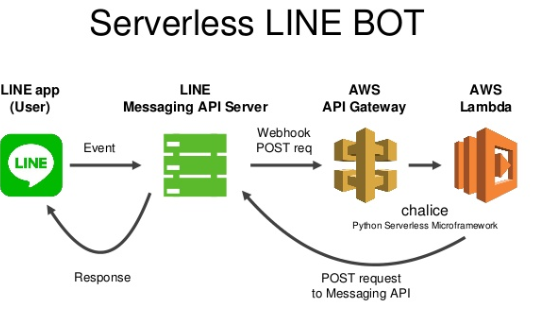 Serverless LINE BOT
LINE app
(User)
LINE
Messaging API Server
AWS
API Gateway
AWS
Lambda
Event
Webhook
POST req
LINE
chalice
Python Serverless Microframework
Response
POST request
to Messaging API